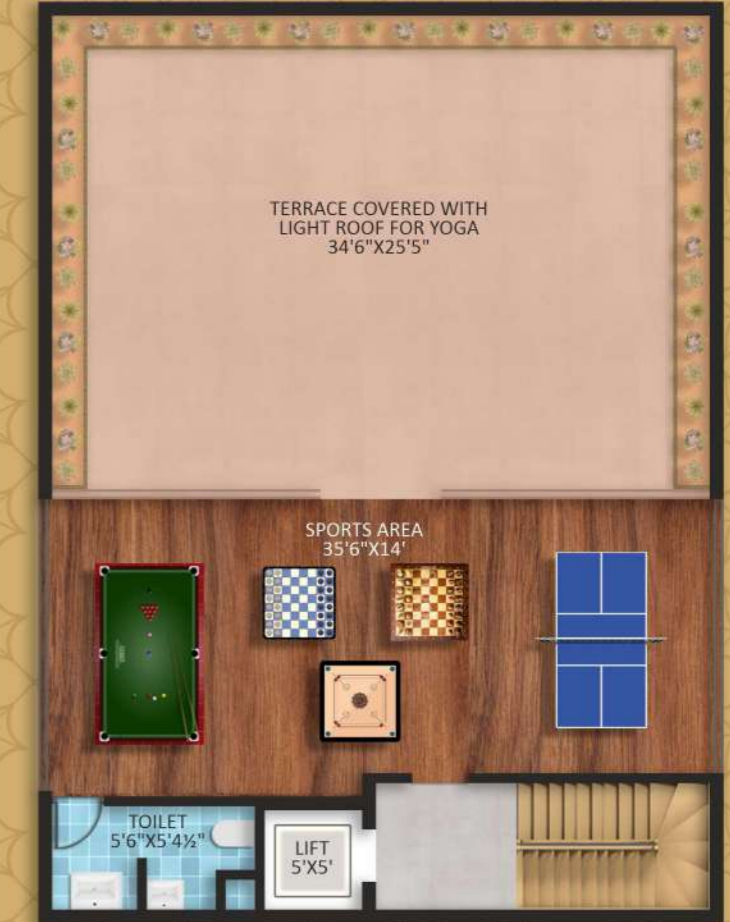 TERRACE COVERED WITH
LIGHT ROOF FOR YOGA
34'6"X25'5"
SPORTS AREA
35'6"X14'
TOILET
5'6"X5'4½"
LIFT
5'X5'